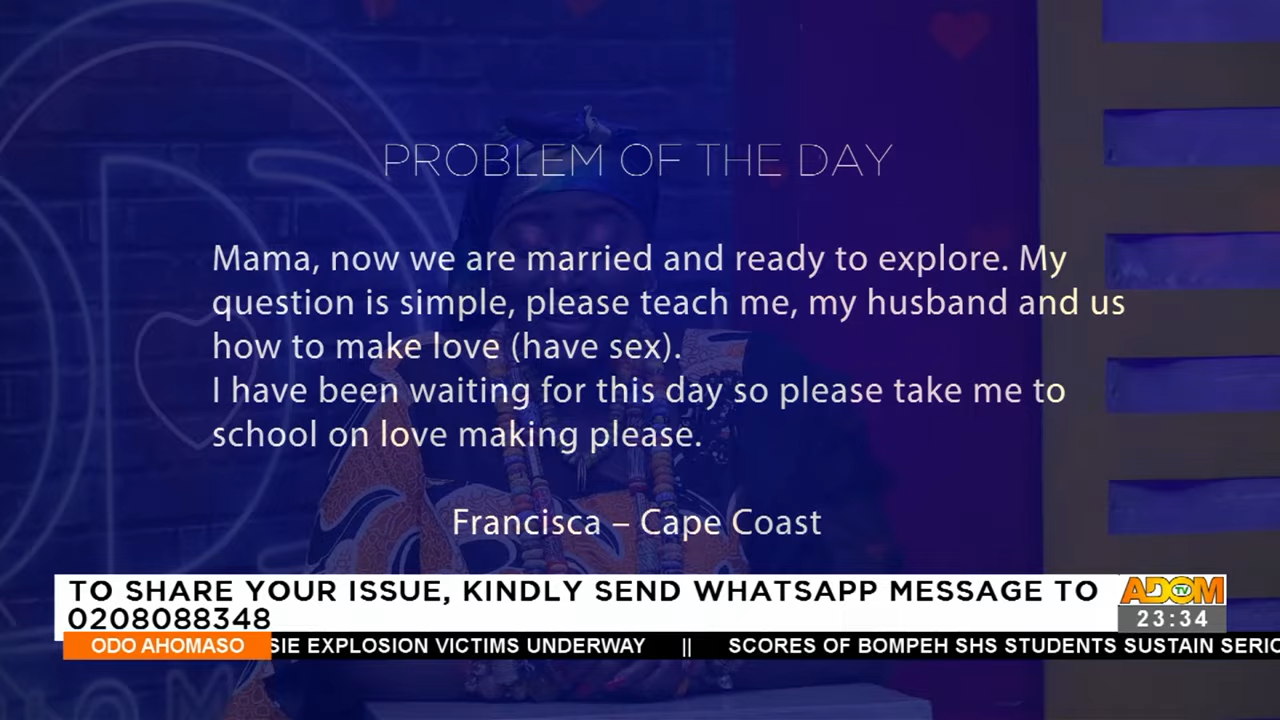 PROBLEM OF THE DAY
Mama, now we are married and ready to explore. My
question is simple, please teach me, my husband and us
how to make love (have sex).
I have been waiting for this day so please take me to
school on love making please.
Francisca – Cape Coast
TO SHARE YOUR ISSUE, KINDLY SEND WHATSAPP MESSAGE TO
0208088348
ADOM TV
23:34
ODO AHOMASO
SIE EXPLOSION VICTIMS UNDERWAY || SCORES OF BOMPEH SHS STUDENTS SUSTAIN SERIO